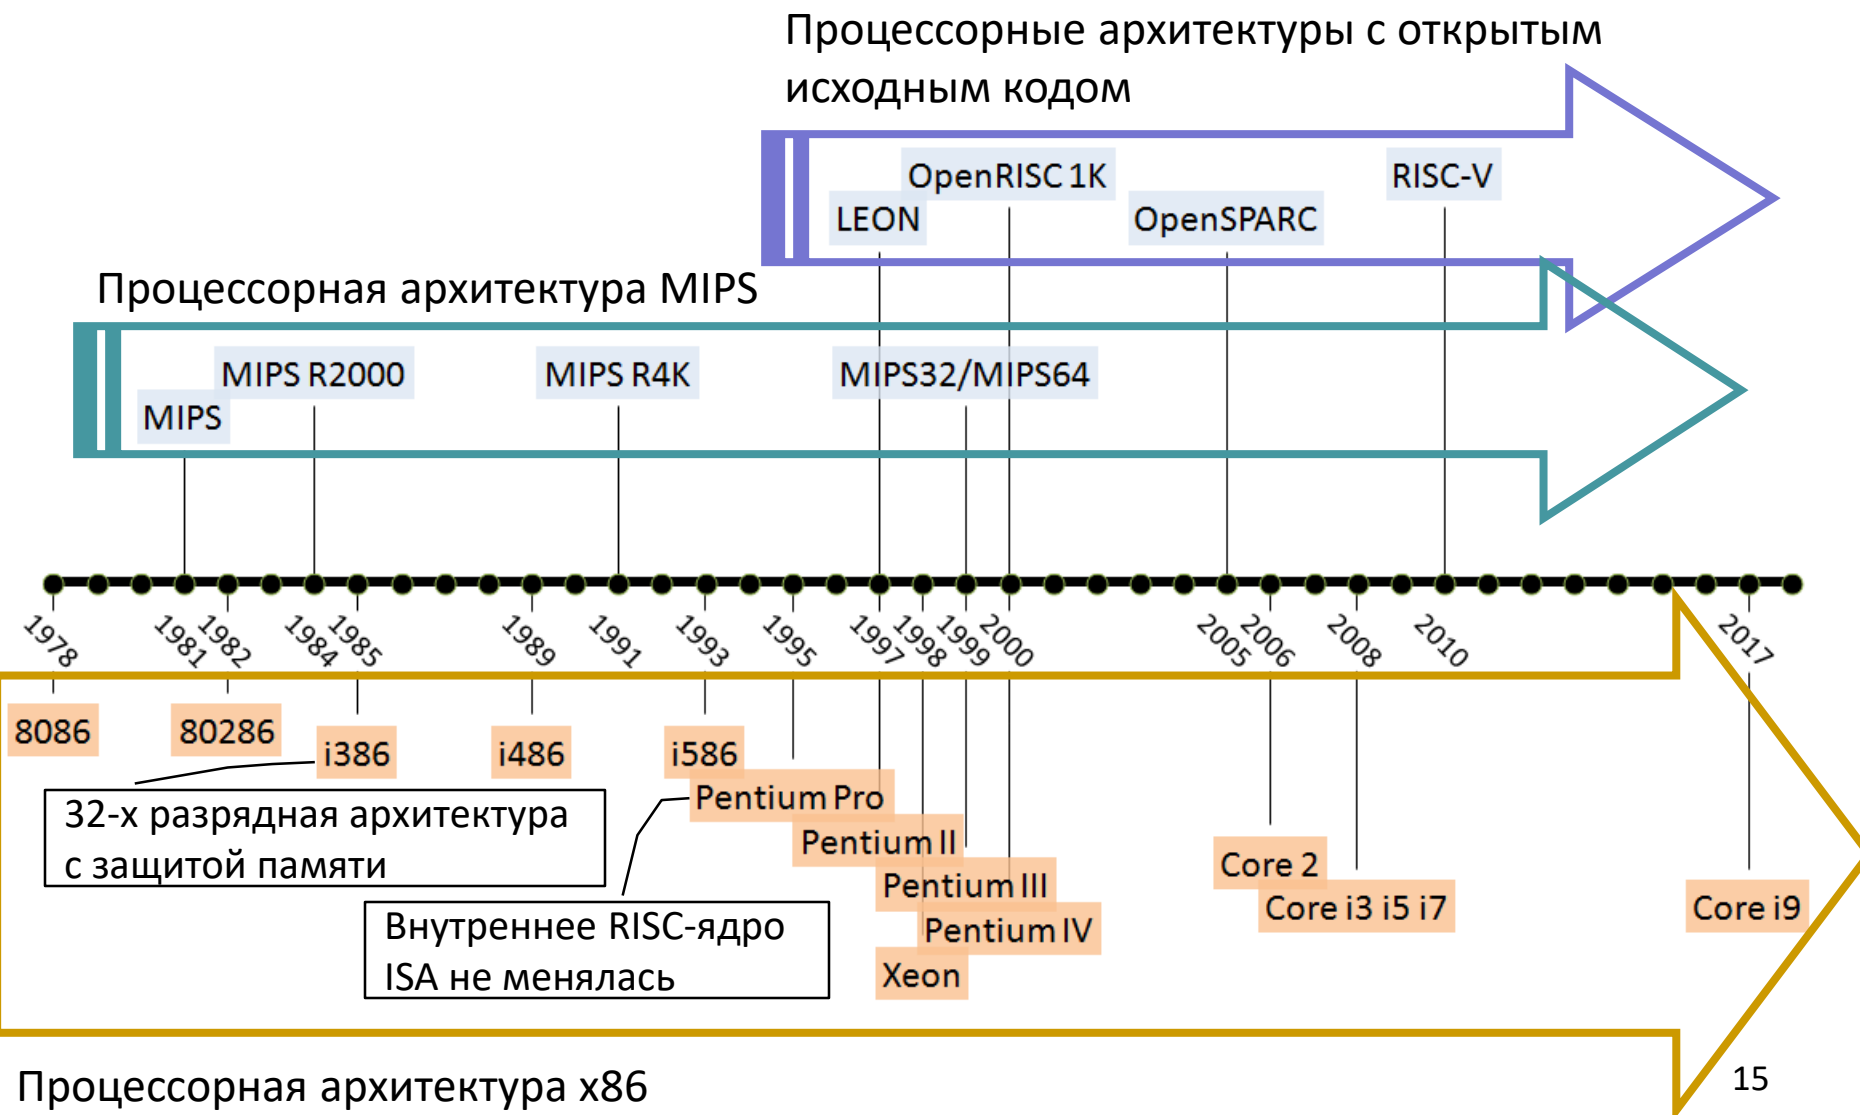 Процессорные архитектуры с открытым
исходным кодом
OpenRISC 1K
RISC-V
LEON
OpenSPARC
Процессорная архитектура MIPS
MIPS R2000
MIPS R4K
MIPS32/MIPS64
MIPS
1978
1981
1982
1984
1985
1989
1991
1993
1995
1997
1998
1999
2000
2005
2006
2008
2010
2017
8086
80286
i386
i486
i586
Pentium Pro
32-х разрядная архитектура
с защитой памяти
Pentium II
Pentium III
Pentium IV
Xeon
Core 2
Core i3 i5 i7
Core i9
Внутреннее RISC-ядро
ISA не менялась
Процессорная архитектура x86
15